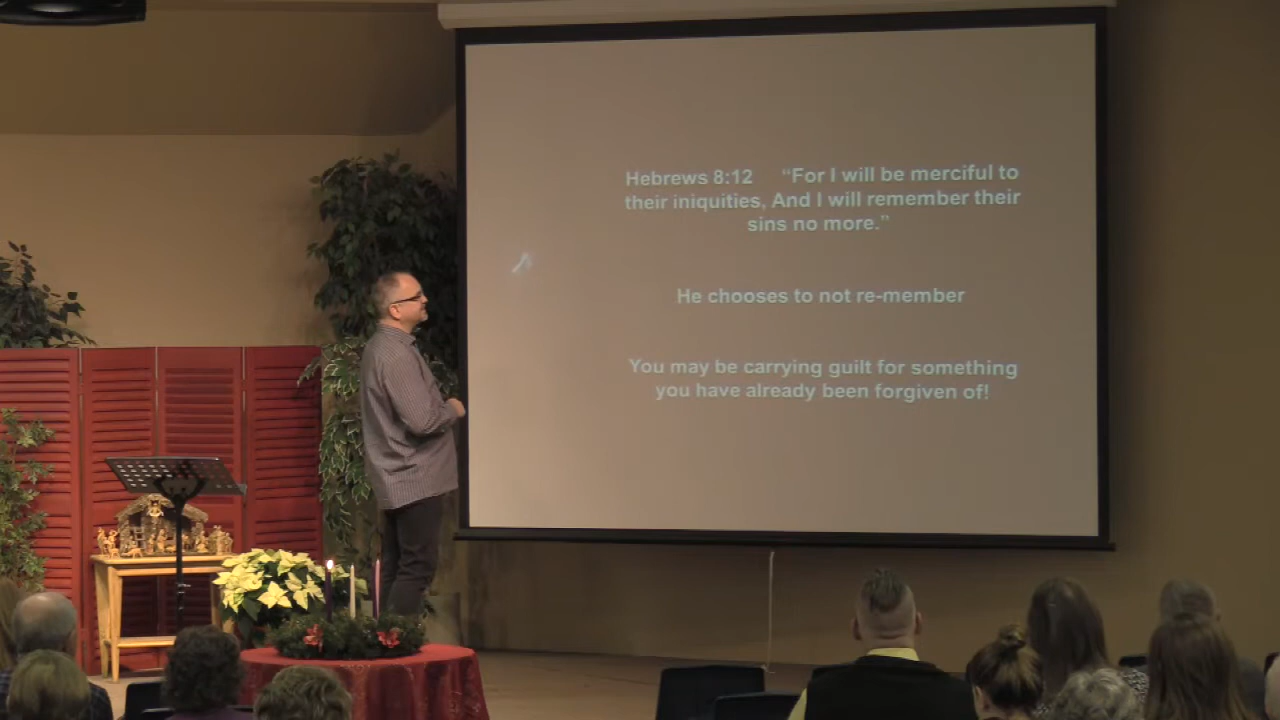 Hebrews 8:12 “For I will be merciful to
their iniquities, And I will remember their
sins no more.”
He chooses to not re-member
You may be carrying guilt for something
you have already been forgiven of!